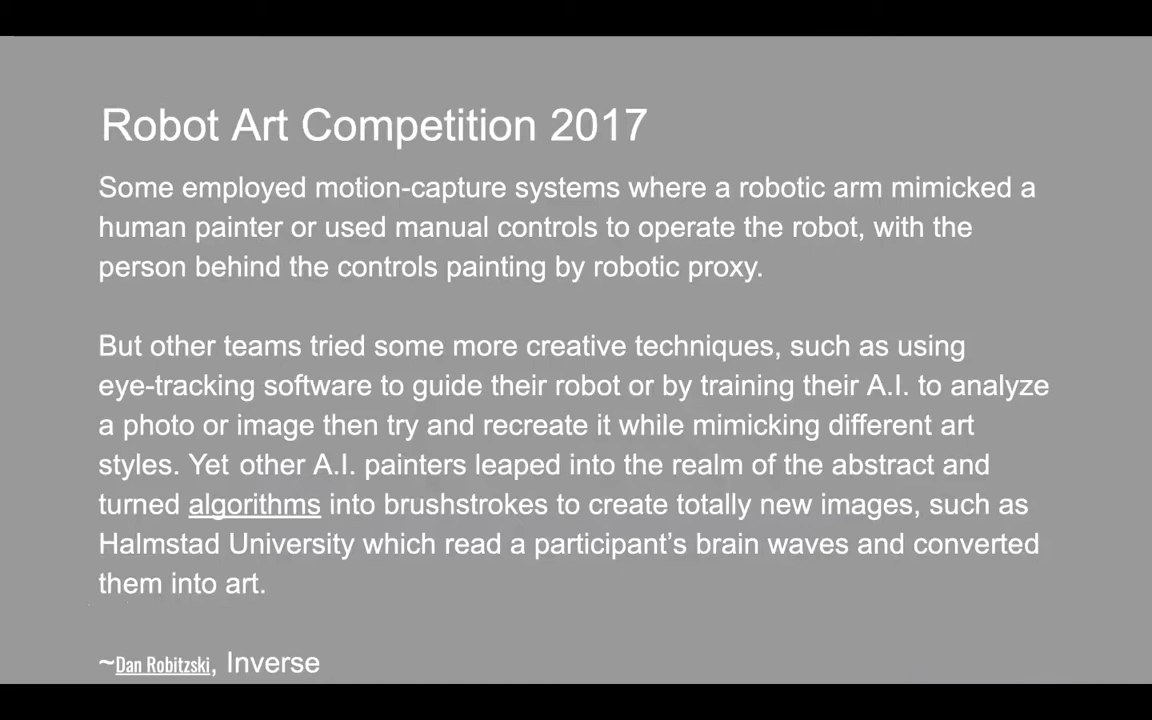 Robot Art Competition 2017
Some employed motion-capture systems where a robotic arm mimicked a
human painter or used manual controls to operate the robot, with the
person behind the controls painting by robotic proxy.
But other teams tried some more creative techniques, such as using
eye-tracking software to guide their robot or by training their A.I. to analyze
a photo or image then try and recreate it while mimicking different art
styles. Yet other A.I. painters leaped into the realm of the abstract and
turned algorithms into brushstrokes to create totally new images, such as
Halmstad University which read a participant’s brain waves and converted
them into art.
~Dan Robitzski, Inverse